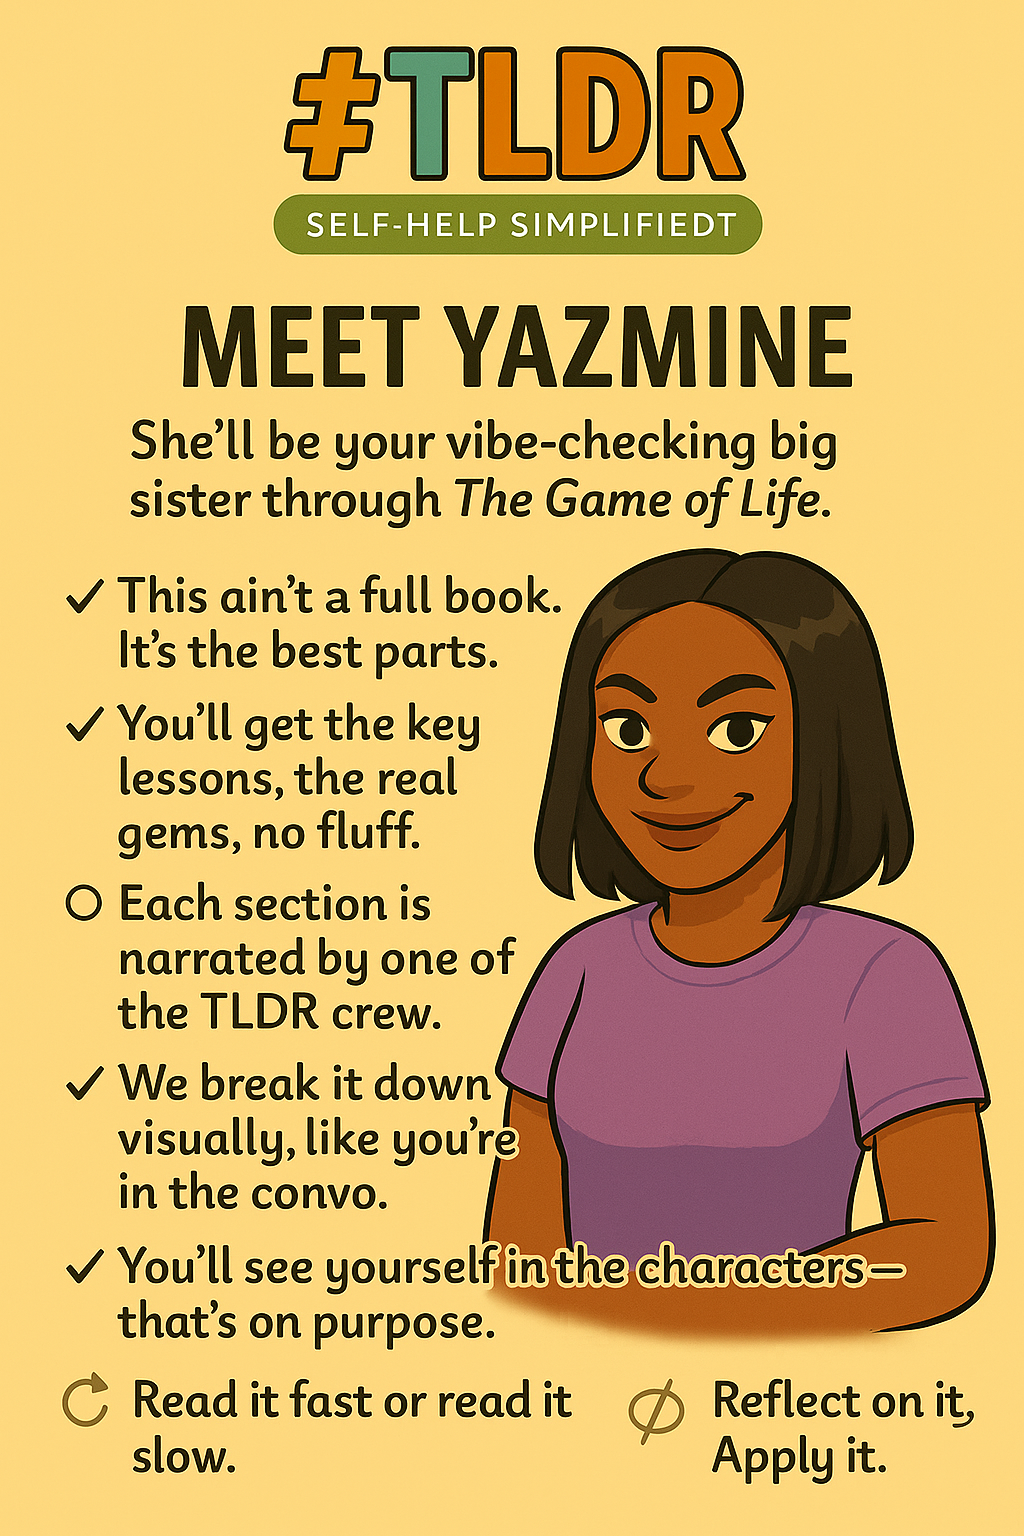 #TLDR
SELF-HELP SIMPLIFIEDT
MEET YAZMINE
She'll be your vibe-checking big
sister through The Game of Life.
✓ This ain't a full book.
It's the best parts.
✓ You'll get the key
lessons, the real
gems, no fluff.
○ Each section is
narrated by one of
the TLDR crew.
✓ We break it down
visually, like you're
in the convo.
✓ You'll see yourself in the characters—
that's on purpose.
Read it fast or read it
slow.
Reflect on it,
Apply it.